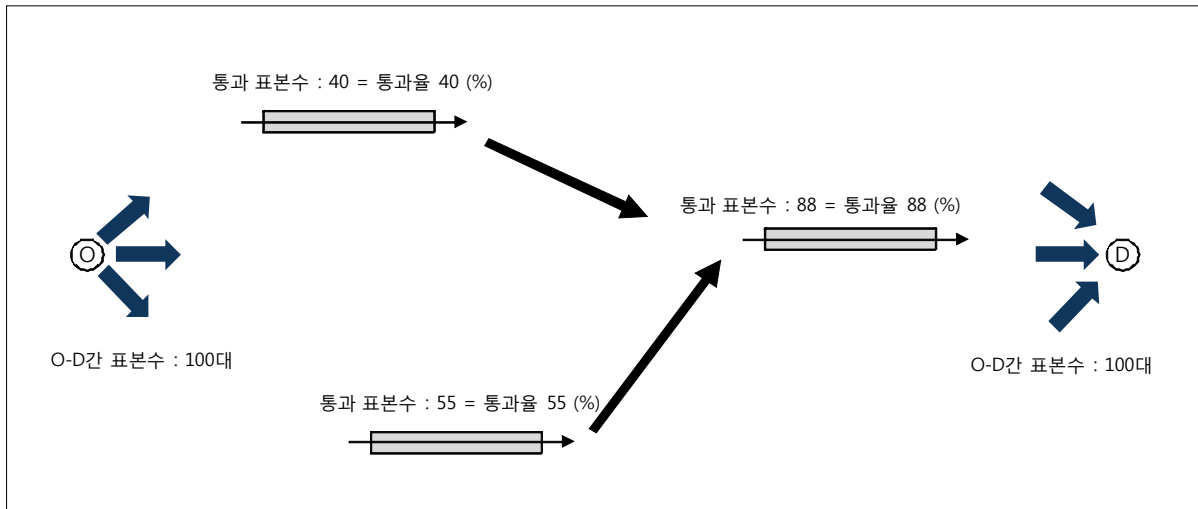 통과 표본수 : 40 = 통과율 40 (%)
통과 표본수 : 88 = 통과율 88 (%)
O
D
O-D간 표본수 : 100대
O-D간 표본수 : 100대
통과 표본수 : 55 = 통과율 55 (%)